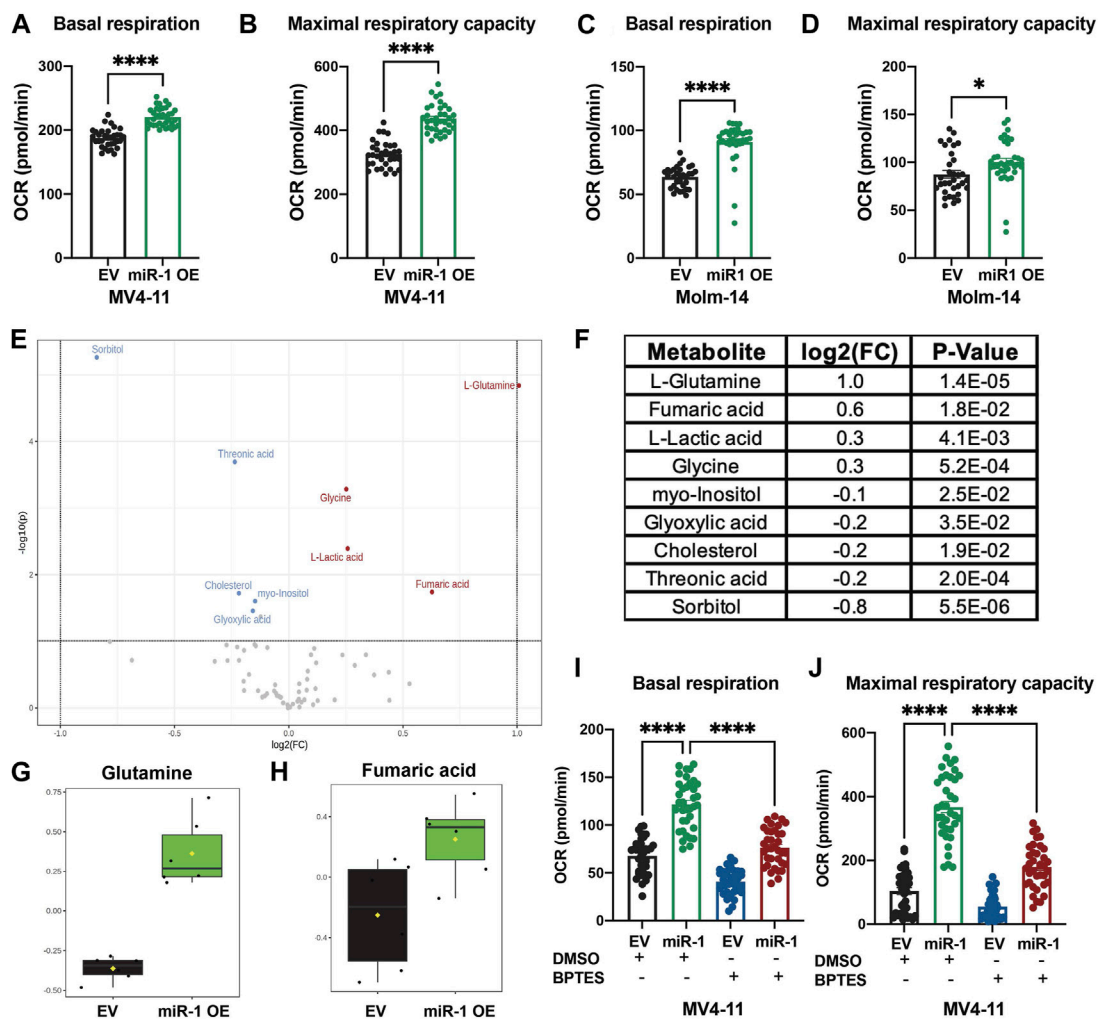 A Basal respiration
****
OCR (pmol/min)
300
200
100
0
EV miR-1 OE
MV4-11
B Maximal respiratory capacity
****
OCR (pmol/min)
600
400
200
0
EV miR-1 OE
MV4-11
C Basal respiration
****
OCR (pmol/min)
150
100
50
0
EV miR1 OE
Molm-14
D Maximal respiratory capacity
*
OCR (pmol/min)
200
150
100
50
0
EV miR1 OE
Molm-14
E
Sorbitol
L-Glutamine
Threonic acid
Glycine
L-Lactic acid
Cholesterol
myo-Inositol
Fumaric acid
Glyoxylic acid
-log10(p)
4
2
0
-1.0 -0.5 0.0 0.5 1.0
log2(FC)
F
Metabolite log2(FC) P-Value
L-Glutamine 1.0 1.4E-05
Fumaric acid 0.6 1.8E-02
L-Lactic acid 0.3 4.1E-03
Glycine 0.3 5.2E-04
myo-Inositol -0.1 2.5E-02
Glyoxylic acid -0.2 3.5E-02
Cholesterol -0.2 1.9E-02
Threonic acid -0.2 2.0E-04
Sorbitol -0.8 5.5E-06
G Glutamine
0.75
0.50
0.25
0.00
-0.25
-0.50
EV miR-1 OE
H Fumaric acid
0.4
0.0
-0.4
EV miR-1 OE
I Basal respiration
**** ****
OCR (pmol/min)
200
150
100
50
0
EV miR-1 EV miR-1
DMSO + + - -
BPTES - - + +
MV4-11
J Maximal respiratory capacity
**** ****
OCR (pmol/min)
600
400
200
0
EV miR-1 EV miR-1
DMSO + + - -
BPTES - - + +
MV4-11